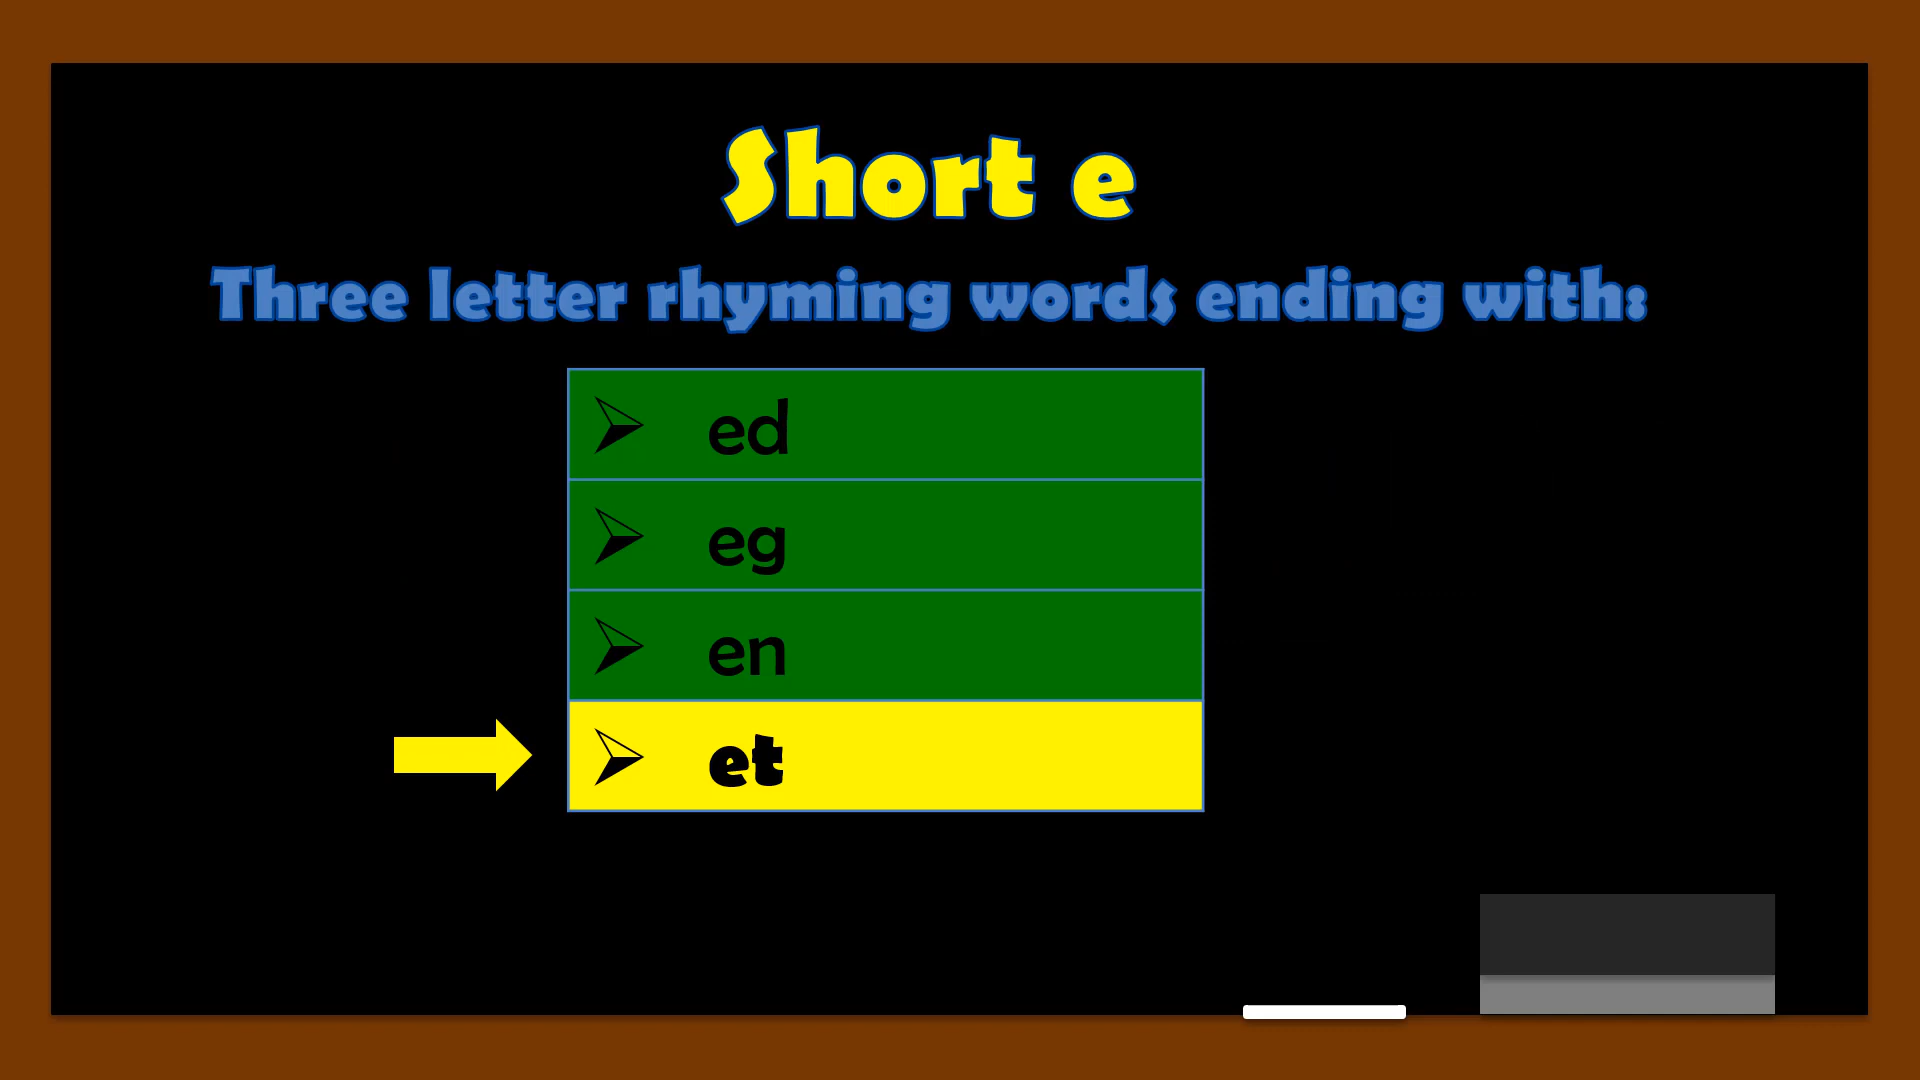 Short e
Three letter rhyming words ending with:
➢ ed
➢ eg
➢ en
➢ et